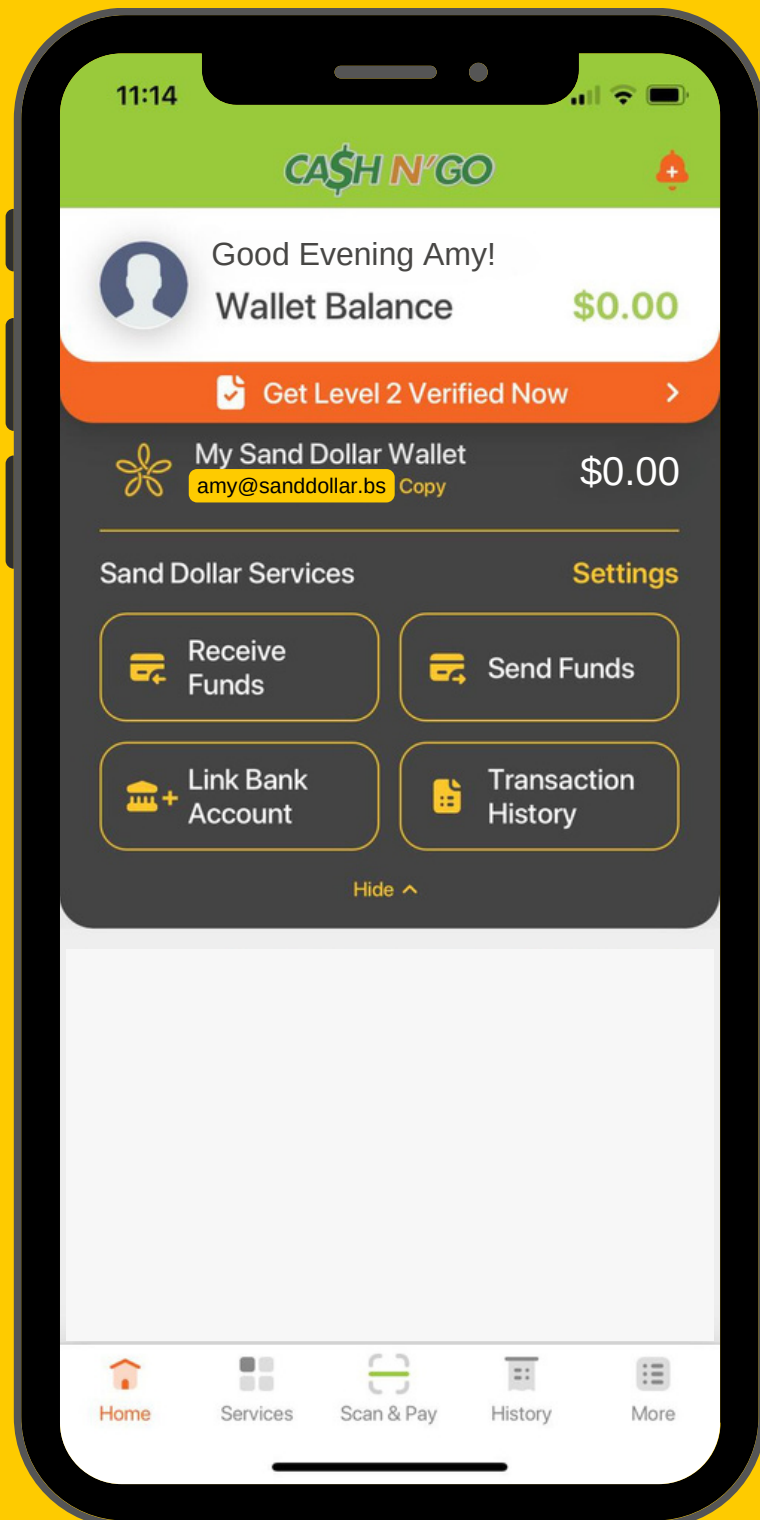 11:14
CA$H N'GO
Good Evening Amy!
Wallet Balance $0.00
Get Level 2 Verified Now
My Sand Dollar Wallet
$0.00
amy@sanddollar.bs Copy
Sand Dollar Services Settings
Receive
Funds
Send Funds
Link Bank
Account
Transaction
History
Hide
Home Services Scan & Pay History More